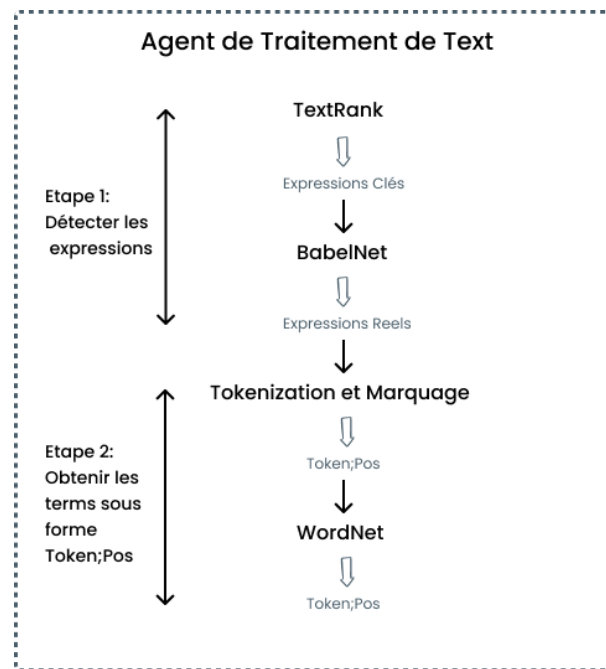 Agent de Traitement de Text
TextRank
Expressions Clés
Etape 1:
Détecter les
expressions
BabelNet
Expressions Reels
Tokenization et Marquage
Etape 2:
Obtenir les
terms sous
forme
Token;Pos
Token;Pos
WordNet
Token;Pos